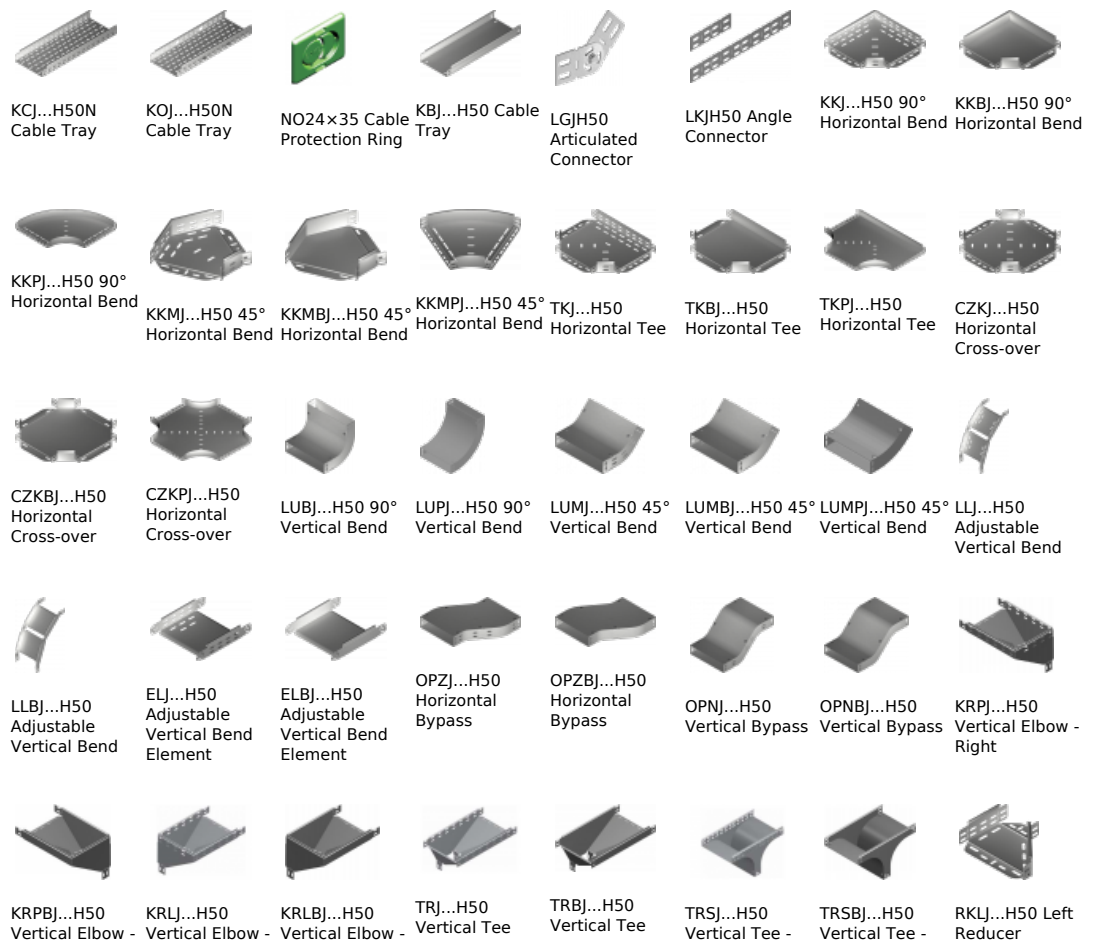 KCJ...H50N
Cable Tray
KOJ...H50N
Cable Tray
NO24×35 Cable
Protection Ring
KBJ...H50 Cable
Tray
LGJH50
Articulated
Connector
LKJH50 Angle
Connector
KKJ...H50 90°
Horizontal Bend
KKBJ...H50 90°
Horizontal Bend
KKPJ...H50 90°
Horizontal Bend
KKMJ...H50 45°
Horizontal Bend
KKMBJ...H50 45°
Horizontal Bend
KKMPJ...H50 45°
Horizontal Bend
TKJ...H50
Horizontal Tee
TKBJ...H50
Horizontal Tee
TKPJ...H50
Horizontal Tee
CZKJ...H50
Horizontal
Cross-over
CZKBJ...H50
Horizontal
Cross-over
CZKPJ...H50
Horizontal
Cross-over
LUBJ...H50 90°
Vertical Bend
LUPJ...H50 90°
Vertical Bend
LUMJ...H50 45°
Vertical Bend
LUMBJ...H50 45°
Vertical Bend
LUMPJ...H50 45°
Vertical Bend
LLJ...H50
Adjustable
Vertical Bend
LLBJ...H50
Adjustable
Vertical Bend
ELJ...H50
Adjustable
Vertical Bend
Element
ELBJ...H50
Adjustable
Vertical Bend
Element
OPZJ...H50
Horizontal
Bypass
OPZBJ...H50
Horizontal
Bypass
OPNJ...H50
Vertical Bypass
OPNBJ...H50
Vertical Bypass
KRPJ...H50
Vertical Elbow -
Right
KRPBJ...H50
Vertical Elbow -
KRLJ...H50
Vertical Elbow -
KRLBJ...H50
Vertical Elbow -
TRJ...H50
Vertical Tee
TRBJ...H50
Vertical Tee
TRSJ...H50
Vertical Tee -
TRSBJ...H50
Vertical Tee -
RKLJ...H50 Left
Reducer